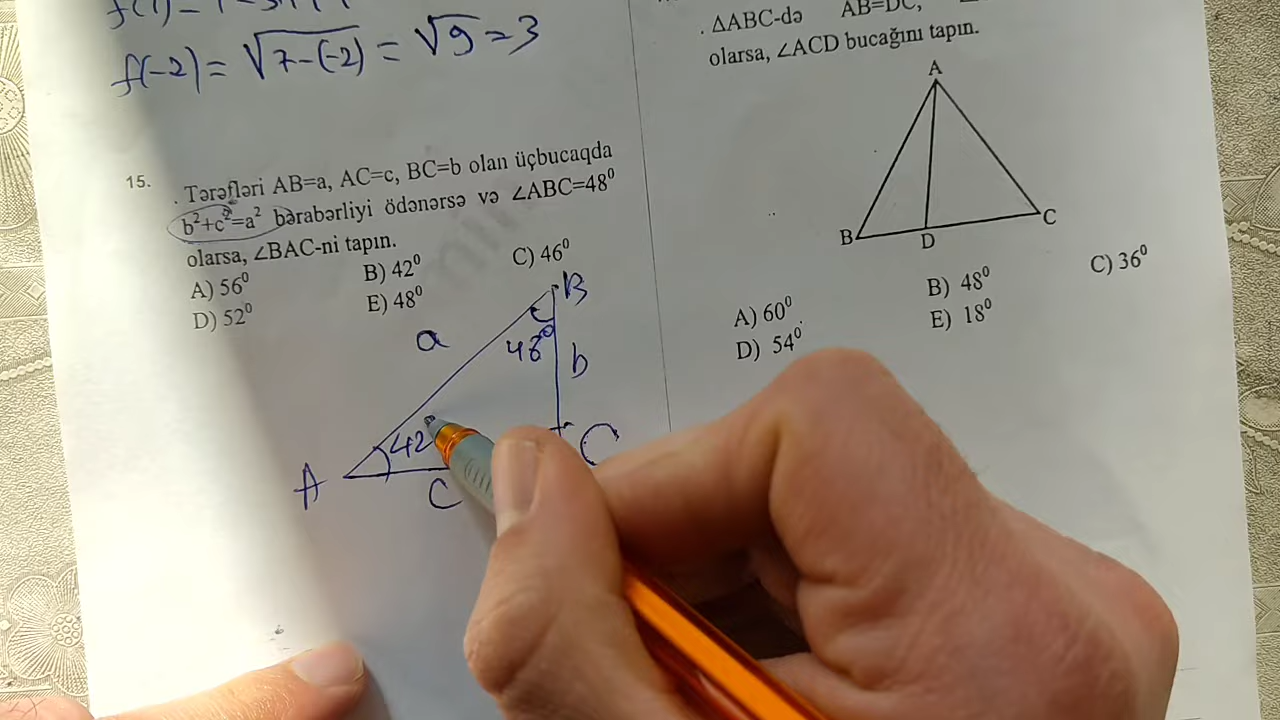 f(-2) = √7-(-2) = √9 = 3
15.
. Tərəfləri AB=a, AC=c, BC=b olan üçbucaqda
b²+c²=a² bərabərliyi ödənərsə və ∠ABC=48⁰
olarsa, ∠BAC-ni tapın.
A) 56⁰ B) 42⁰ C) 46⁰
D) 52⁰ E) 48⁰
B
a
48⁰
b
42
A
C
C
. ΔABC-də AB=DC,
olarsa, ∠ACD bucağını tapın.
A
B
D
C
A) 60⁰ B) 48⁰ C) 36⁰
D) 54⁰ E) 18⁰